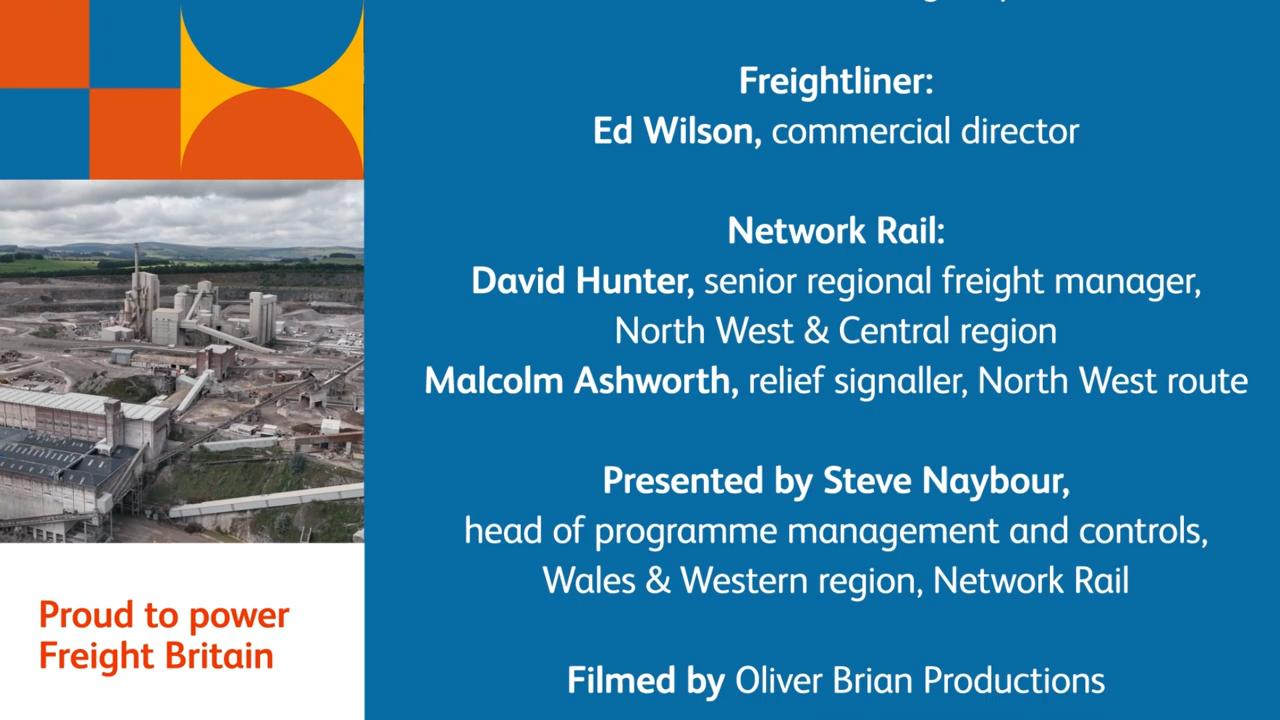 Freightliner:
Ed Wilson, commercial director
Network Rail:
David Hunter, senior regional freight manager,
North West & Central region
Malcolm Ashworth, relief signaller, North West route
Presented by Steve Naybour,
head of programme management and controls,
Wales & Western region, Network Rail
Filmed by Oliver Brian Productions
Proud to power
Freight Britain